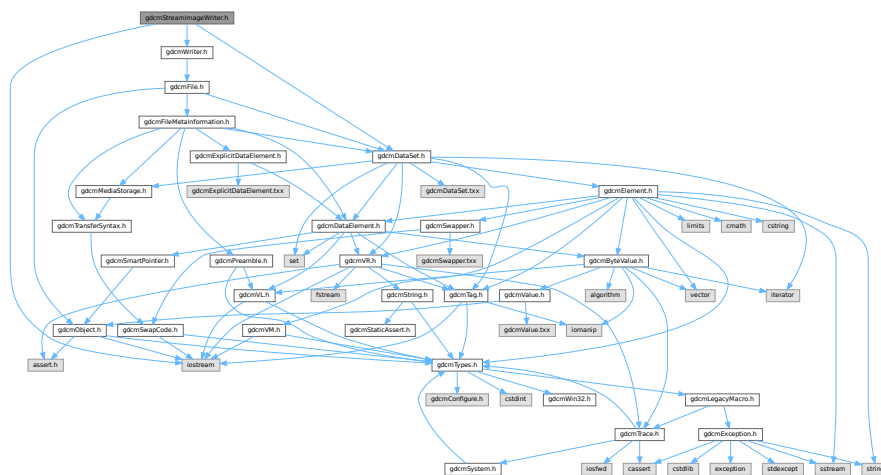 gdcmStreamImageWriter.h
gdcmWriter.h
gdcmFile.h
gdcmFileMetaInformation.h
gdcmExplicitDataElement.h
gdcmDataSet.h
gdcmMediaStorage.h
gdcmExplicitDataElement.txx
gdcmDataSet.txx
gdcmElement.h
gdcmTransferSyntax.h
gdcmDataElement.h
gdcmSwapper.h
limits
cmath
cstring
gdcmSmartPointer.h
gdcmPreamble.h
set
gdcmVR.h
gdcmSwapper.txx
gdcmByteValue.h
gdcmVL.h
fstream
gdcmString.h
gdcmTag.h
gdcmValue.h
algorithm
vector
iterator
gdcmObject.h
gdcmSwapCode.h
gdcmVM.h
gdcmStaticAssert.h
gdcmValue.txx
iomanip
assert.h
iostream
gdcmTypes.h
gdcmConfigure.h
cstdint
gdcmWin32.h
gdcmLegacyMacro.h
gdcmTrace.h
gdcmException.h
gdcmSystem.h
iosfwd
cassert
cstdlib
exception
stdexcept
sstream